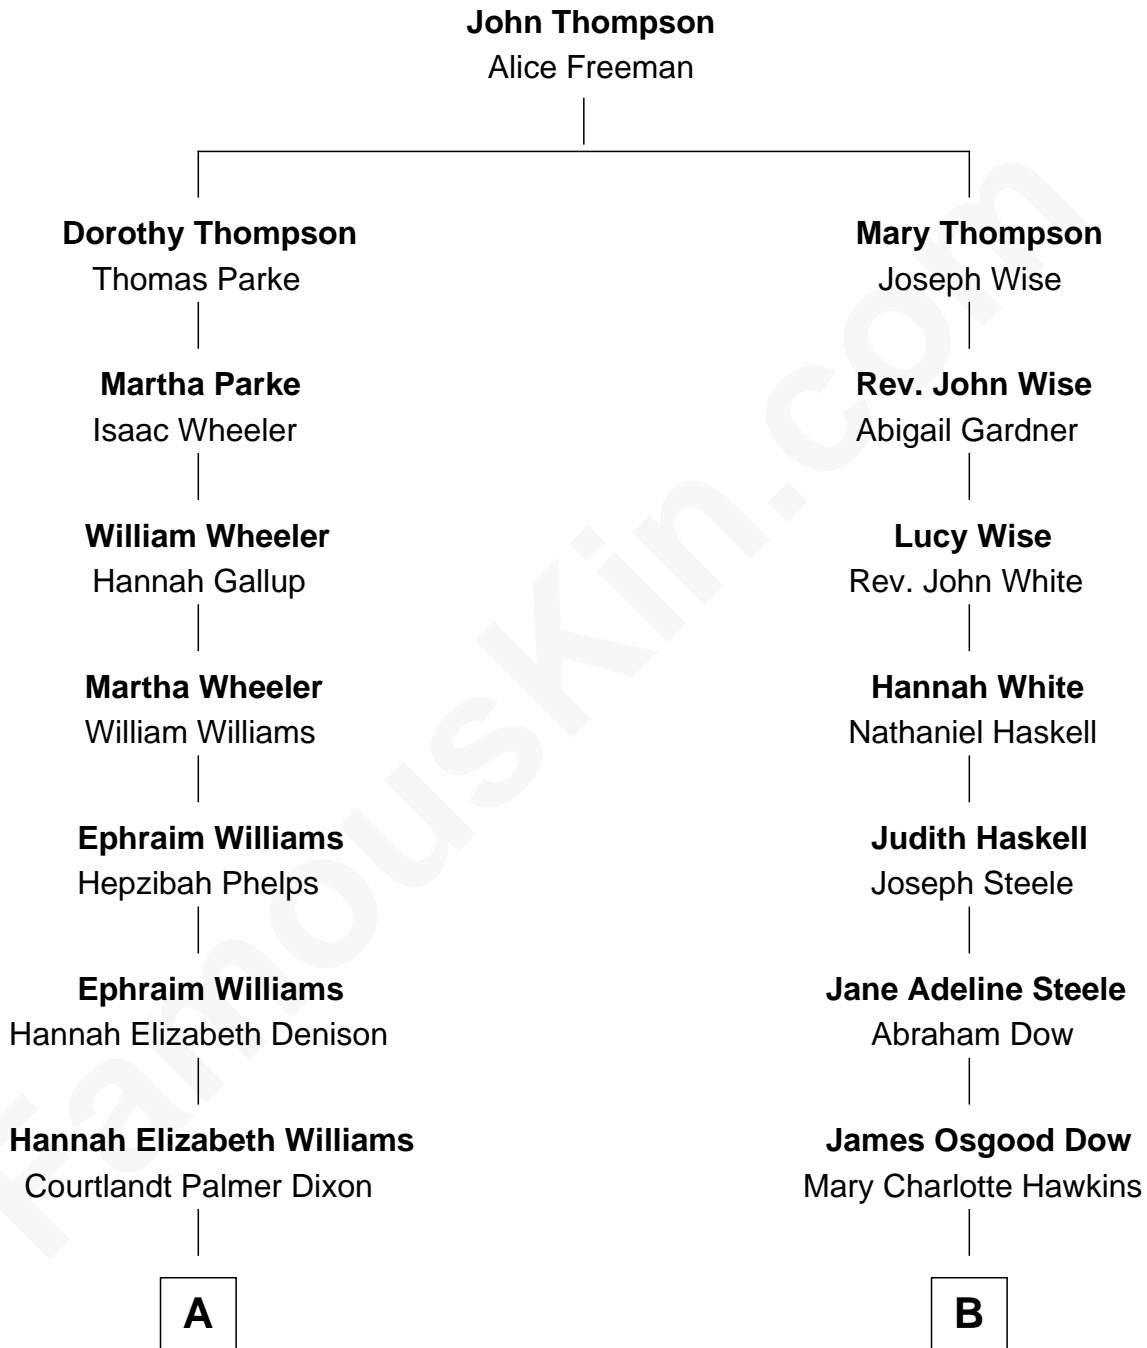 John Thompson
Alice Freeman
Dorothy Thompson
Thomas Parke
Mary Thompson
Joseph Wise
Martha Parke
Isaac Wheeler
Rev. John Wise
Abigail Gardner
William Wheeler
Hannah Gallup
Lucy Wise
Rev. John White
Martha Wheeler
William Williams
Hannah White
Nathaniel Haskell
Ephraim Williams
Hepzibah Phelps
Judith Haskell
Joseph Steele
Ephraim Williams
Hannah Elizabeth Denison
Jane Adeline Steele
Abraham Dow
Hannah Elizabeth Williams
Courtlandt Palmer Dixon
James Osgood Dow
Mary Charlotte Hawkins
A
B
FamousKin.com